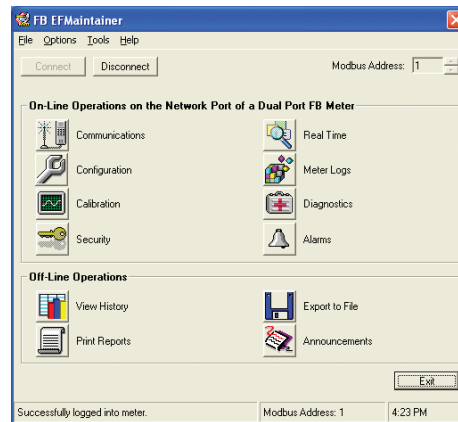 FB EFMaintainer
File Options Tools Help
Connect Disconnect Modbus Address: 1
On-Line Operations on the Network Port of a Dual Port FB Meter
Communications Real Time
Configuration Meter Logs
Calibration Diagnostics
Security Alarms
Off-Line Operations
View History Export to File
Print Reports Announcements
Exit
Successfully logged into meter. Modbus Address: 1 4:23 PM